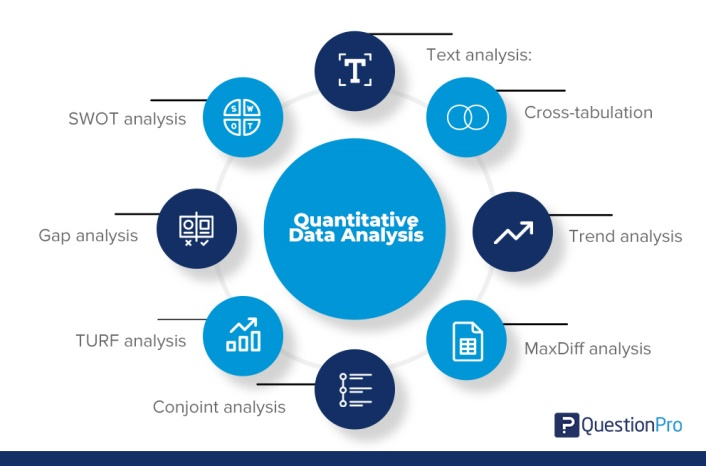 Quantitative
Data Analysis
Text analysis:
Cross-tabulation
Trend analysis
MaxDiff analysis
Conjoint analysis
TURF analysis
Gap analysis
SWOT analysis
T
S W
O T
QuestionPro